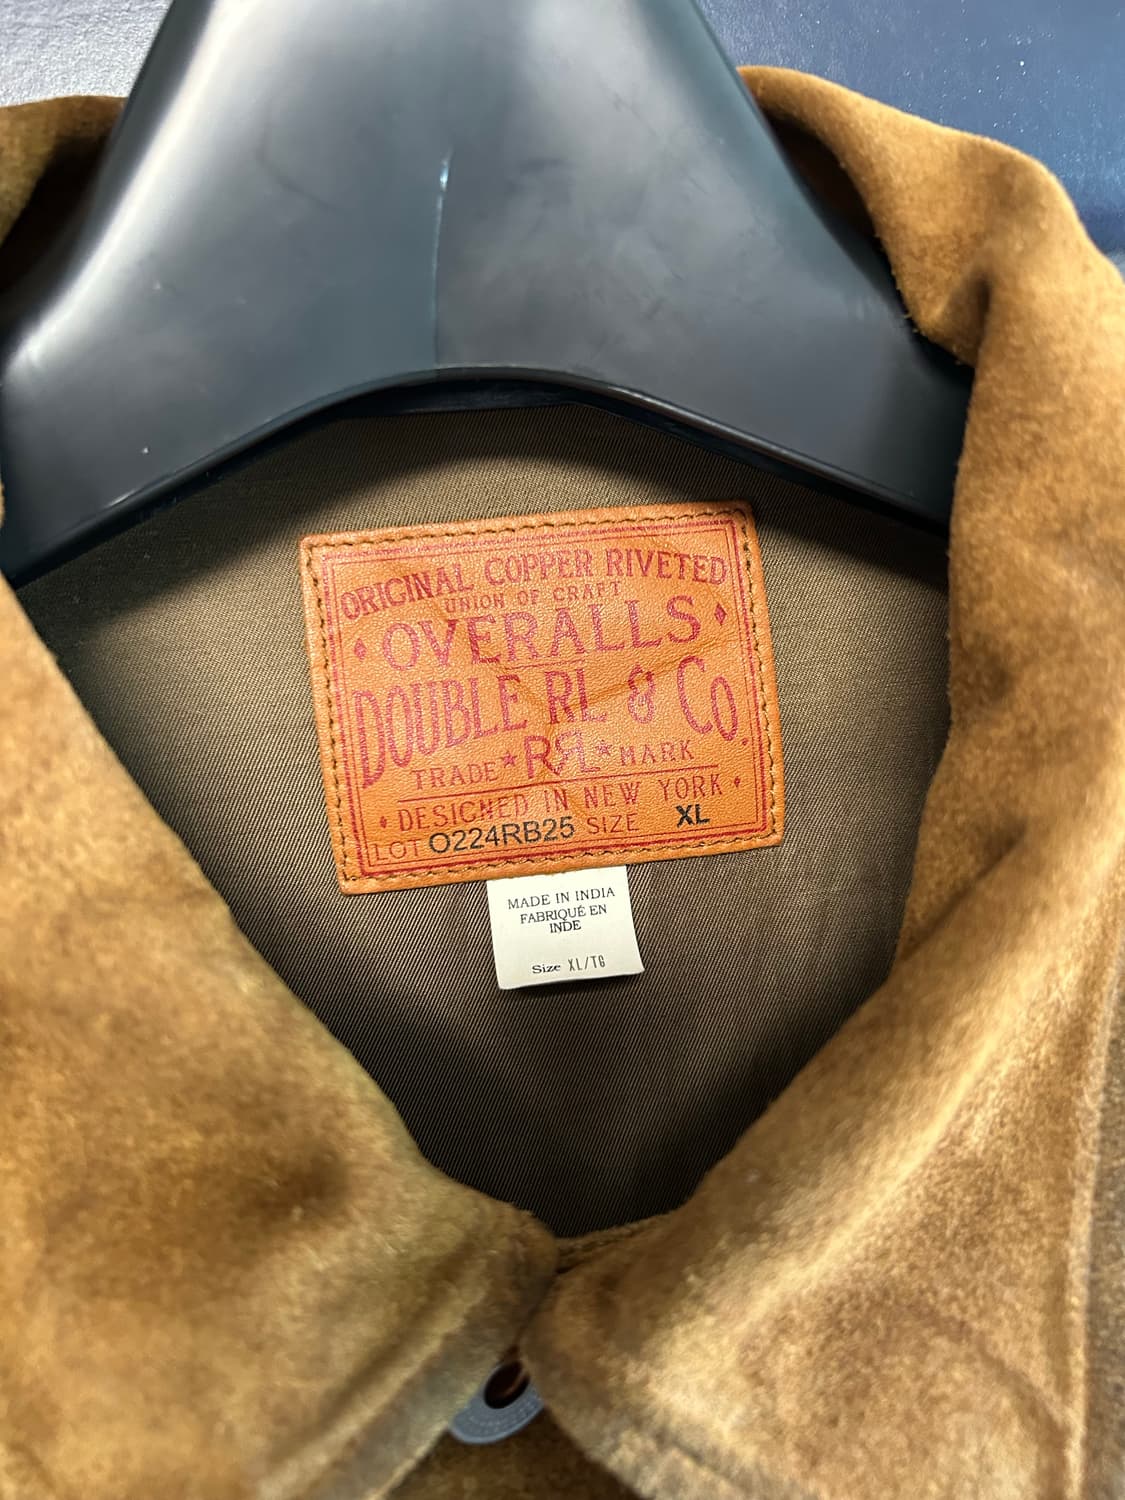 ORIGINAL COPPER RIVETED
UNION OF CRAFT
OVERALLS
DOUBLE RL & CO.
TRADE ★ RRL ★ MARK
DESIGNED IN NEW YORK
LOT O224RB25 SIZE XL
MADE IN INDIA
FABRIQUÉ EN
INDE
Size XL/TG